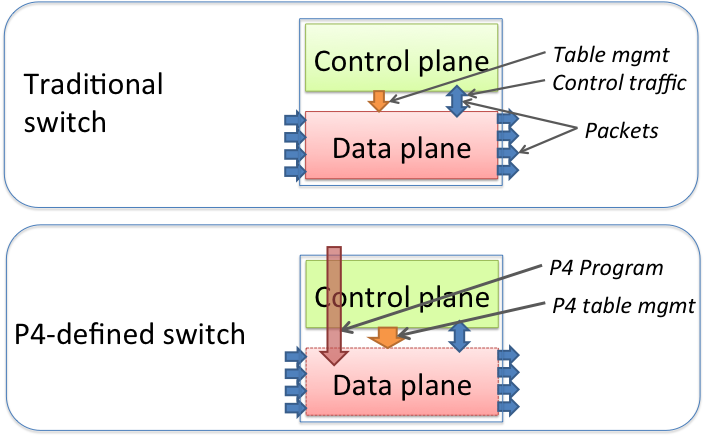 Traditional
switch
Control plane
Data plane
Table mgmt
Control traffic
Packets
P4-defined switch
Control plane
Data plane
P4 Program
P4 table mgmt